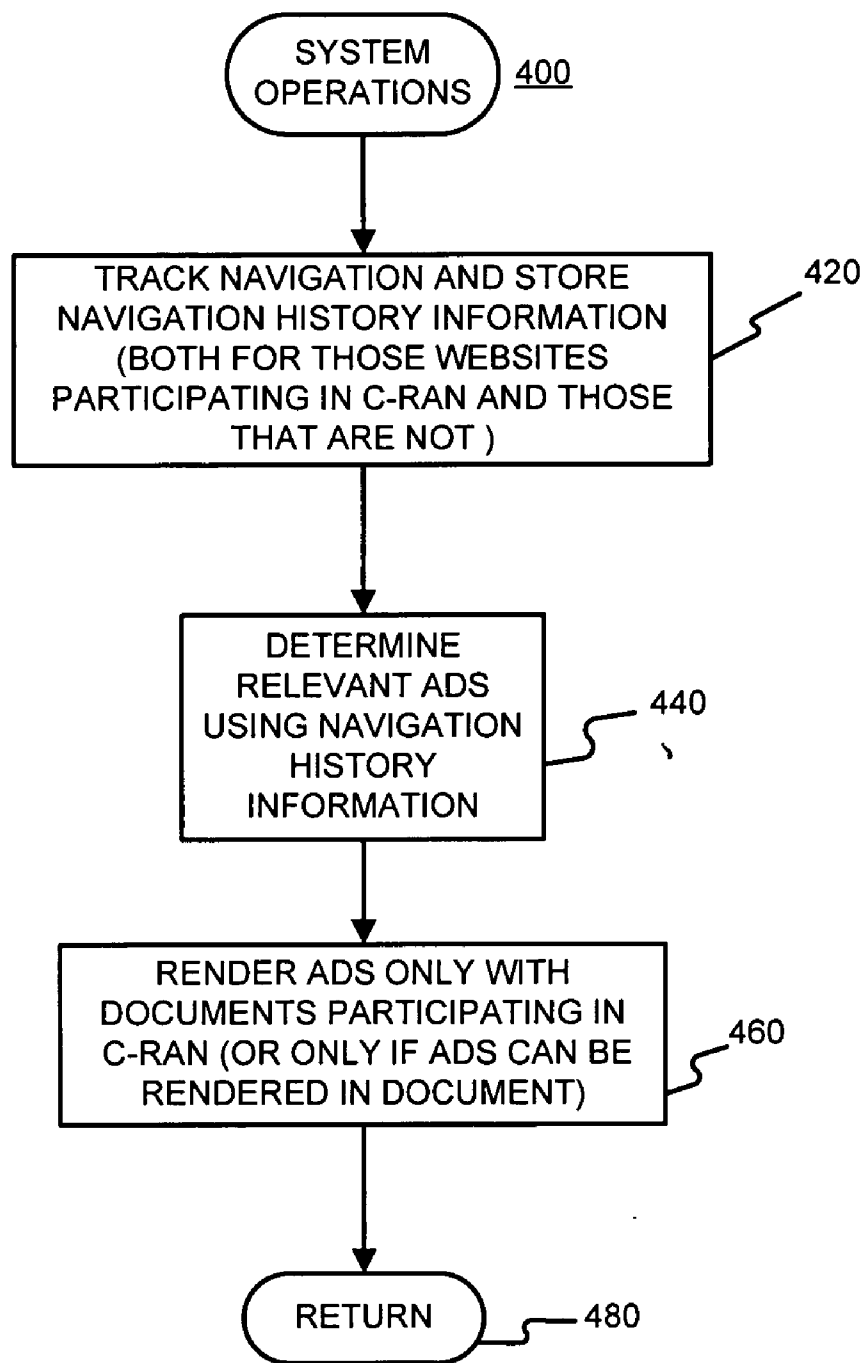 SYSTEM
OPERATIONS
400
TRACK NAVIGATION AND STORE
NAVIGATION HISTORY INFORMATION
(BOTH FOR THOSE WEBSITES
PARTICIPATING IN C-RAN AND THOSE
THAT ARE NOT )
420
DETERMINE
RELEVANT ADS
USING NAVIGATION
HISTORY
INFORMATION
440
RENDER ADS ONLY WITH
DOCUMENTS PARTICIPATING IN
C-RAN (OR ONLY IF ADS CAN BE
RENDERED IN DOCUMENT)
460
RETURN
480